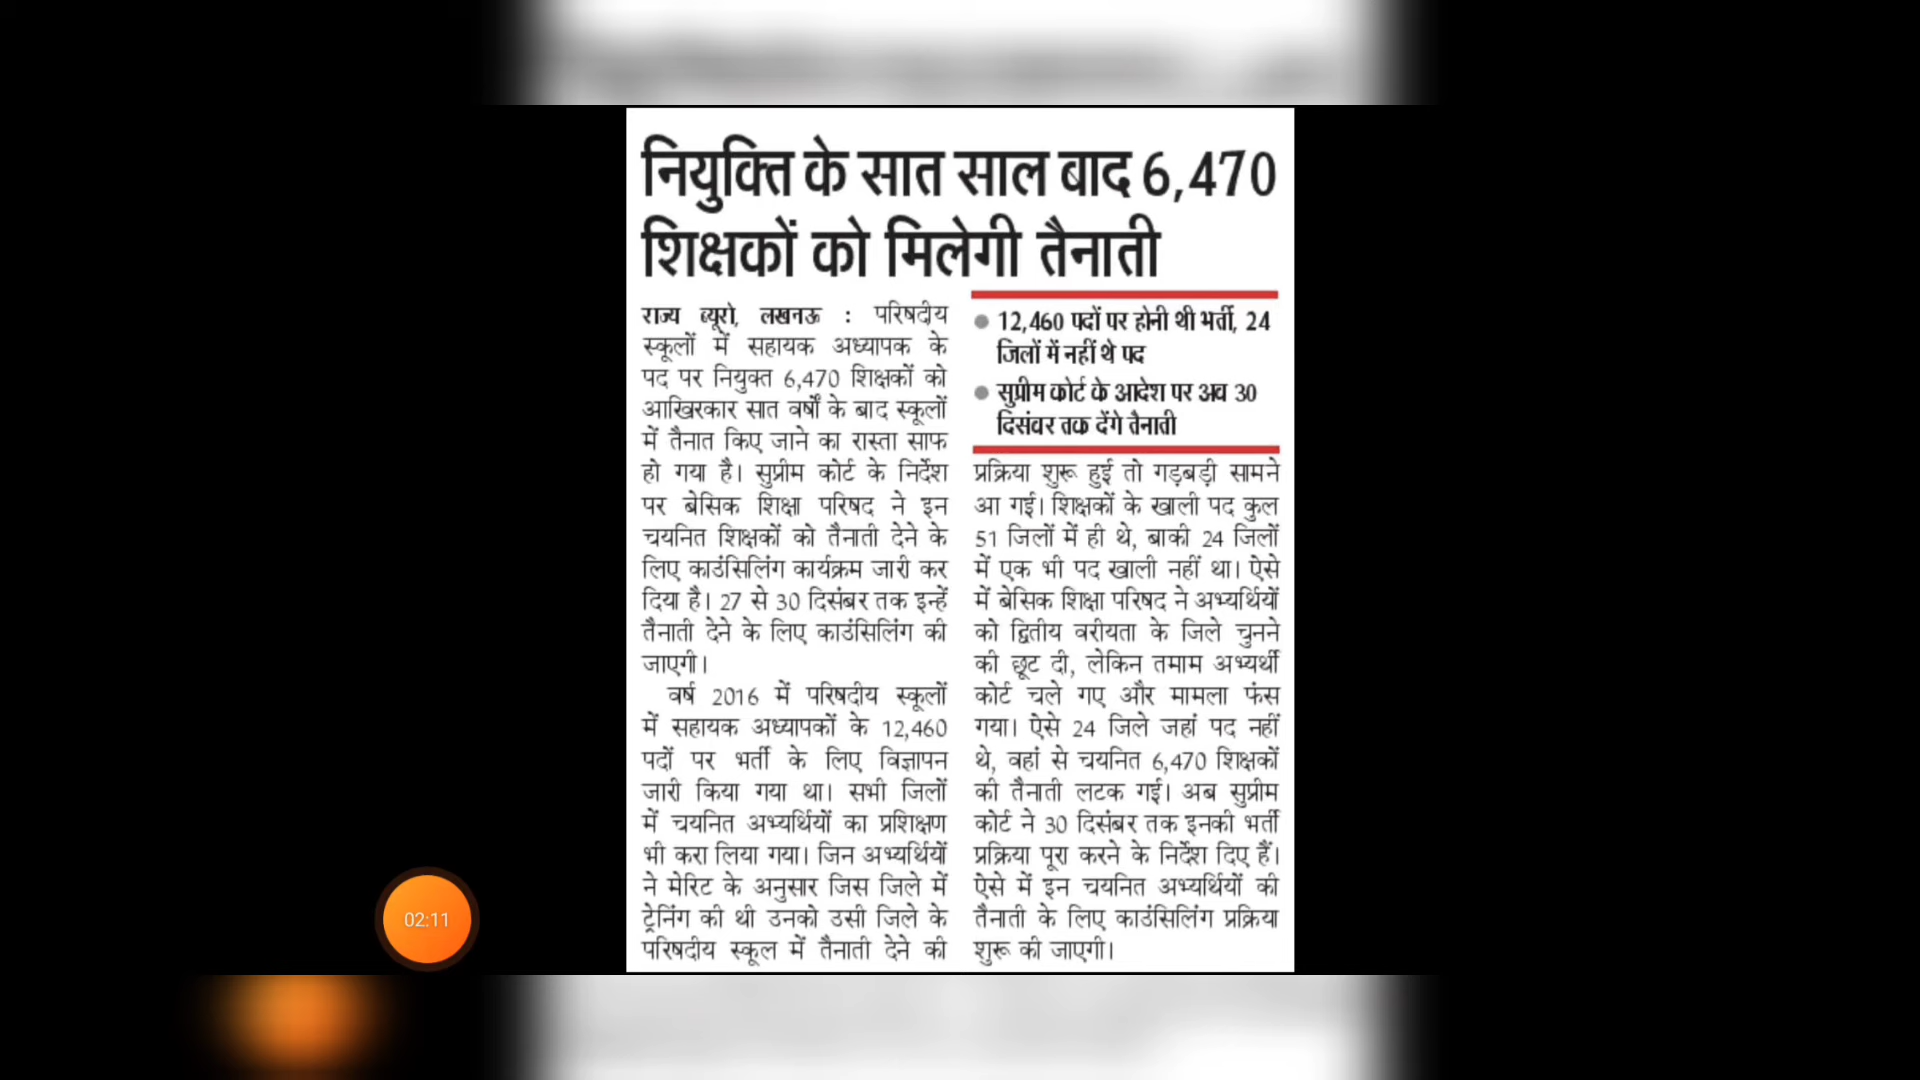 नियुक्ति के सात साल बाद 6,470
शिक्षकों को मिलेगी तैनाती
राज्य ब्यूरो, लखनऊ : परिषदीय
स्कूलों में सहायक अध्यापक के
पद पर नियुक्त 6,470 शिक्षकों को
आखिरकार सात वर्षों के बाद स्कूलों
में तैनात किए जाने का रास्ता साफ
हो गया है। सुप्रीम कोर्ट के निर्देश
पर बेसिक शिक्षा परिषद ने इन
चयनित शिक्षकों को तैनाती देने के
लिए काउंसिलिंग कार्यक्रम जारी कर
दिया है। 27 से 30 दिसंबर तक इन्हें
तैनाती देने के लिए काउंसिलिंग की
जाएगी।
वर्ष 2016 में परिषदीय स्कूलों
में सहायक अध्यापकों के 12,460
पदों पर भर्ती के लिए विज्ञापन
जारी किया गया था। सभी जिलों
में चयनित अभ्यर्थियों का प्रशिक्षण
भी करा लिया गया। जिन अभ्यर्थियों
ने मेरिट के अनुसार जिस जिले में
ट्रेनिंग की थी उनको उसी जिले के
परिषदीय स्कूल में तैनाती देने की
12,460 पदों पर होनी थी भर्ती, 24
जिलों में नहीं थे पद
सुप्रीम कोर्ट के आदेश पर अब 30
दिसंबर तक देंगे तैनाती
प्रक्रिया शुरू हुई तो गड़बड़ी सामने
आ गई। शिक्षकों के खाली पद कुल
51 जिलों में ही थे, बाकी 24 जिलों
में एक भी पद खाली नहीं था। ऐसे
में बेसिक शिक्षा परिषद ने अभ्यर्थियों
को द्वितीय वरीयता के जिले चुनने
की छूट दी, लेकिन तमाम अभ्यर्थी
कोर्ट चले गए और मामला फंस
गया। ऐसे 24 जिले जहां पद नहीं
थे, वहां से चयनित 6,470 शिक्षकों
की तैनाती लटक गई। अब सुप्रीम
कोर्ट ने 30 दिसंबर तक इनकी भर्ती
प्रक्रिया पूरा करने के निर्देश दिए हैं।
ऐसे में इन चयनित अभ्यर्थियों की
तैनाती के लिए काउंसिलिंग प्रक्रिया
शुरू की जाएगी।
02:11